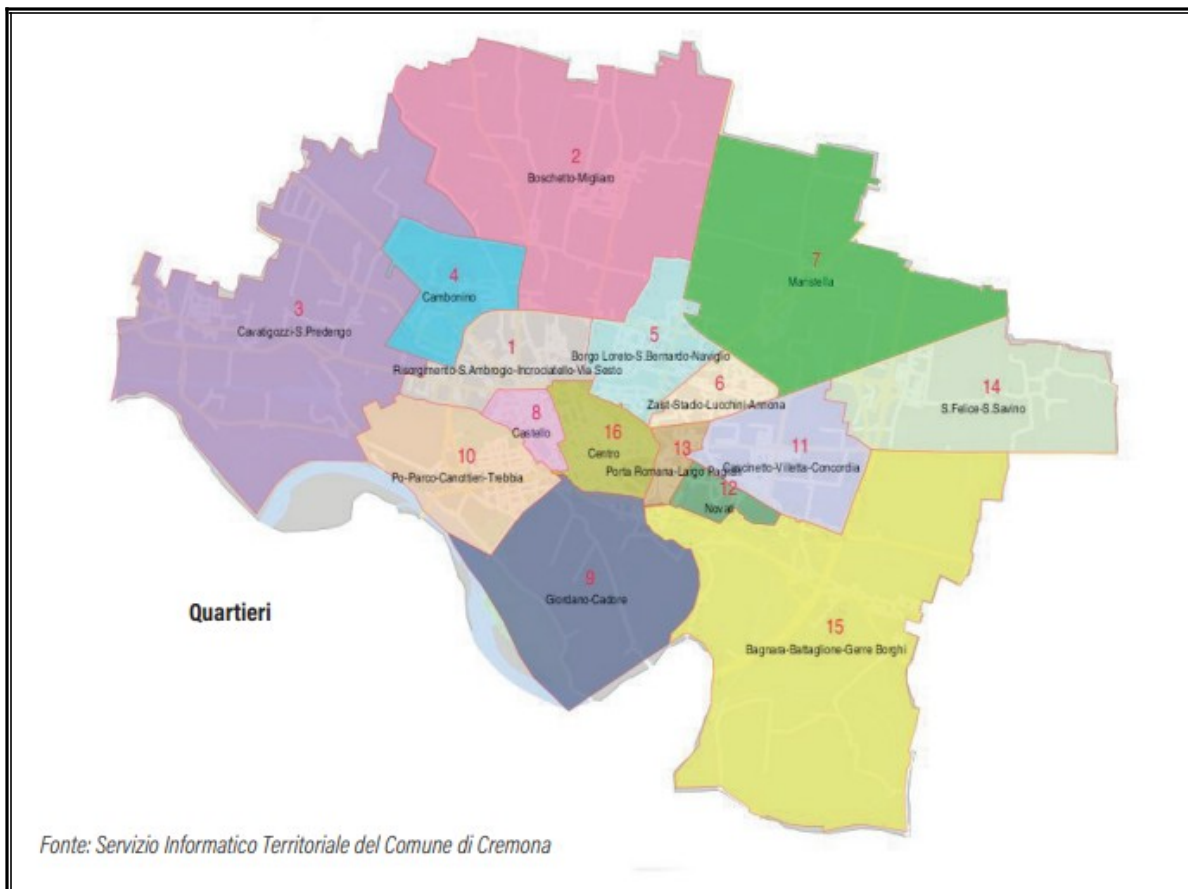 2
Boschetto-Migliaro
7
Maristella
4
Cambonino
3
Cavatigozzi-S.Predengo
1
Risorgimento-S.Ambrogio-Incrociatello-Via Sesto
5
Borgo Loreto-S.Bernardo-Naviglio
6
Zaist-Stadio-Lucchini-Annona
14
S.Felice-S.Savino
8
Castello
16
Centro
13
Porta Romana-Largo
11
Cascinetto-Villetta-Concordia
10
Po-Parco-Canottieri-Trebbia
12
Novati
9
Giordano-Cadore
Quartieri
15
Bagnara-Battaglione-Gerre Borghi
Fonte: Servizio Informatico Territoriale del Comune di Cremona